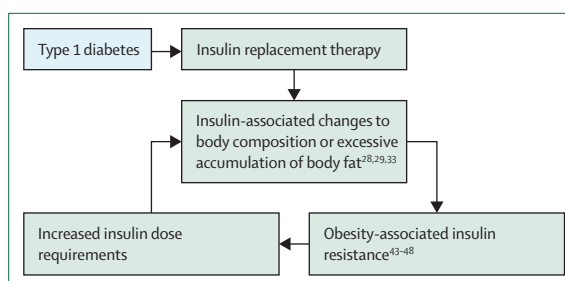 Type 1 diabetes
Insulin replacement therapy
Insulin-associated changes to
body composition or excessive
accumulation of body fat28,29,33
Increased insulin dose
requirements
Obesity-associated insulin
resistance43–48